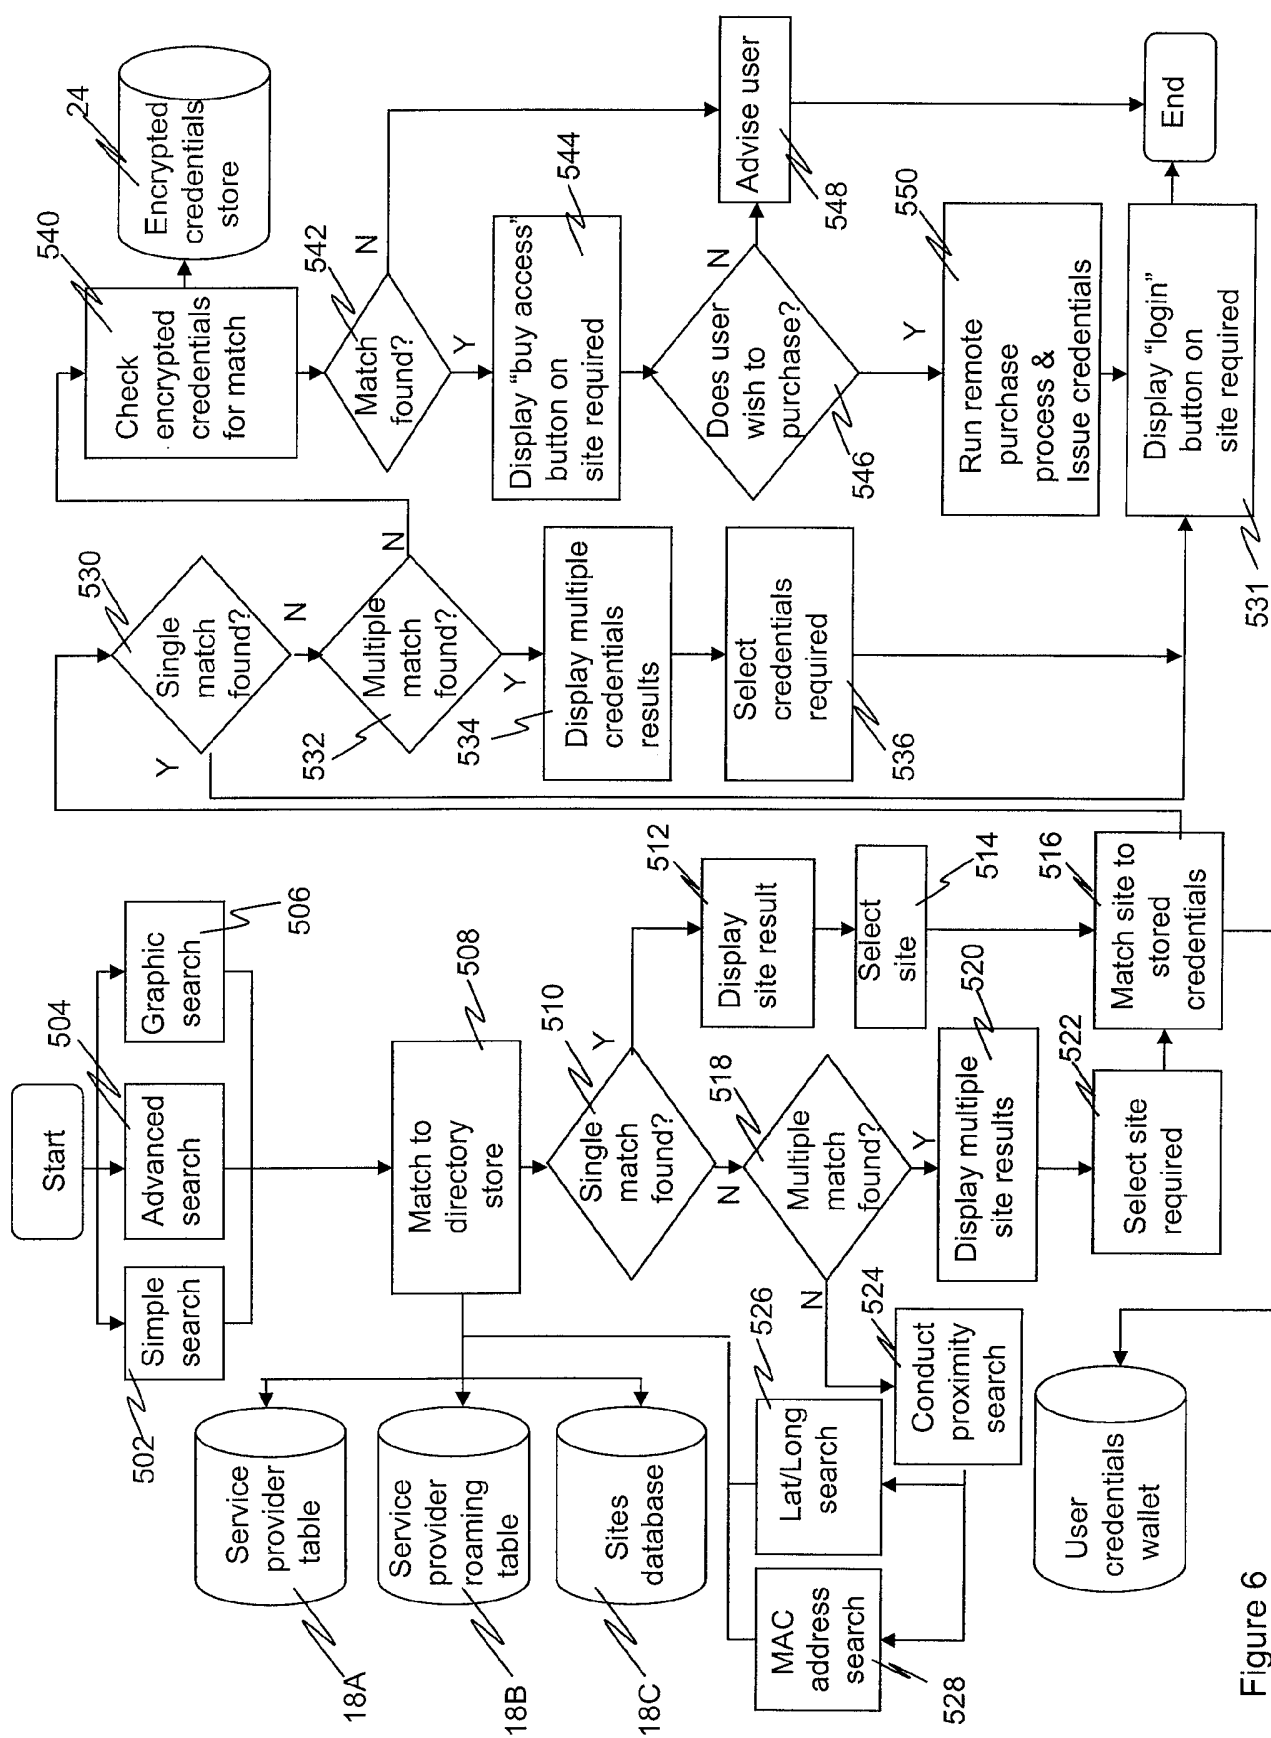 Start
502
Simple
search
504
Advanced
search
Graphic
search
506
Service
provider
table
18A
Service
provider
roaming
table
18B
Sites
database
18C
Match to
directory
store
508
Single
match
found?
510
Y
N
Display
site result
512
Select
site
514
Multiple
match
found?
518
N
Y
Display multiple
site results
520
Select site
required
522
Match site to
stored
credentials
516
Conduct
proximity
search
524
Lat/Long
search
526
MAC
address
search
528
User
credentials
wallet
Single
match
found?
530
Y
N
Multiple
match
found?
532
N
Y
Display multiple
credentials
results
534
Select
credentials
required
536
Check
encrypted
credentials
for match
540
Encrypted
credentials
store
24
Match
found?
542
N
Y
Display “buy access”
button on
site required
544
Does user
wish to
purchase?
546
N
Y
Advise user
548
Run remote
purchase
process &
Issue credentials
550
Display “login”
button on
site required
531
End
Figure 6